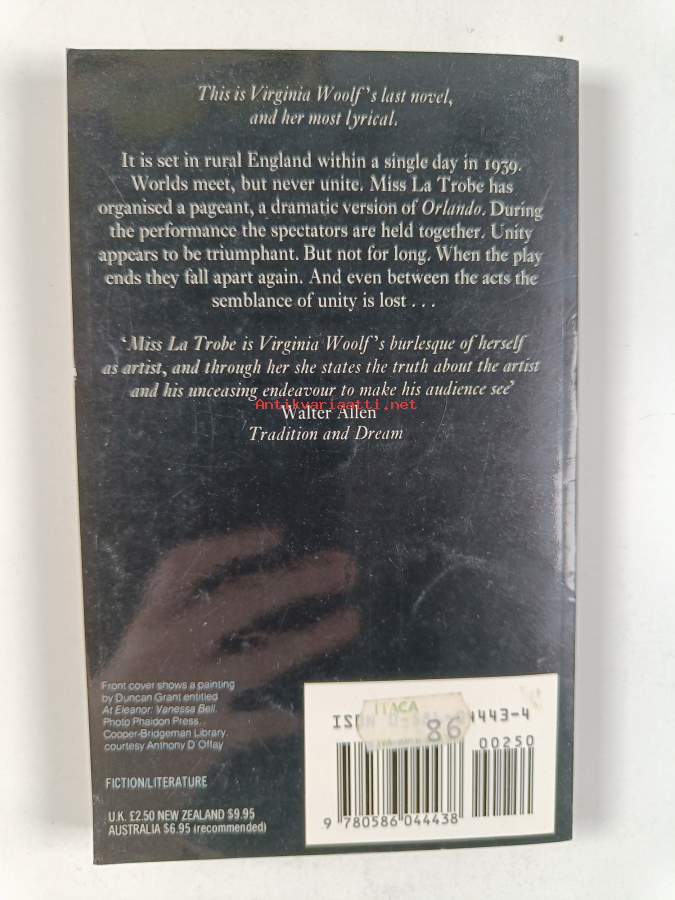 This is Virginia Woolf's last novel,
and her most lyrical.
It is set in rural England within a single day in 1939.
Worlds meet, but never unite. Miss La Trobe has
organised a pageant, a dramatic version of Orlando. During
the performance the spectators are held together. Unity
appears to be triumphant. But not for long. When the play
ends they fall apart again. And even between the acts the
semblance of unity is lost . . .
'Miss La Trobe is Virginia Woolf's burlesque of herself
as artist, and through her she states the truth about the artist
and his unceasing endeavour to make his audience see'
Antikvariaatti.net
Walter Allen
Tradition and Dream
Front cover shows a painting
by Duncan Grant entitled
At Eleanor: Vanessa Bell.
Photo Phaidon Press.
Cooper-Bridgeman Library.
courtesy Anthony D'Offay
FICTION/LITERATURE
U.K. £2.50 NEW ZEALAND $9.95
AUSTRALIA $6.95 (recommended)
ITACA
443-4
86
00250
9 780586 044438